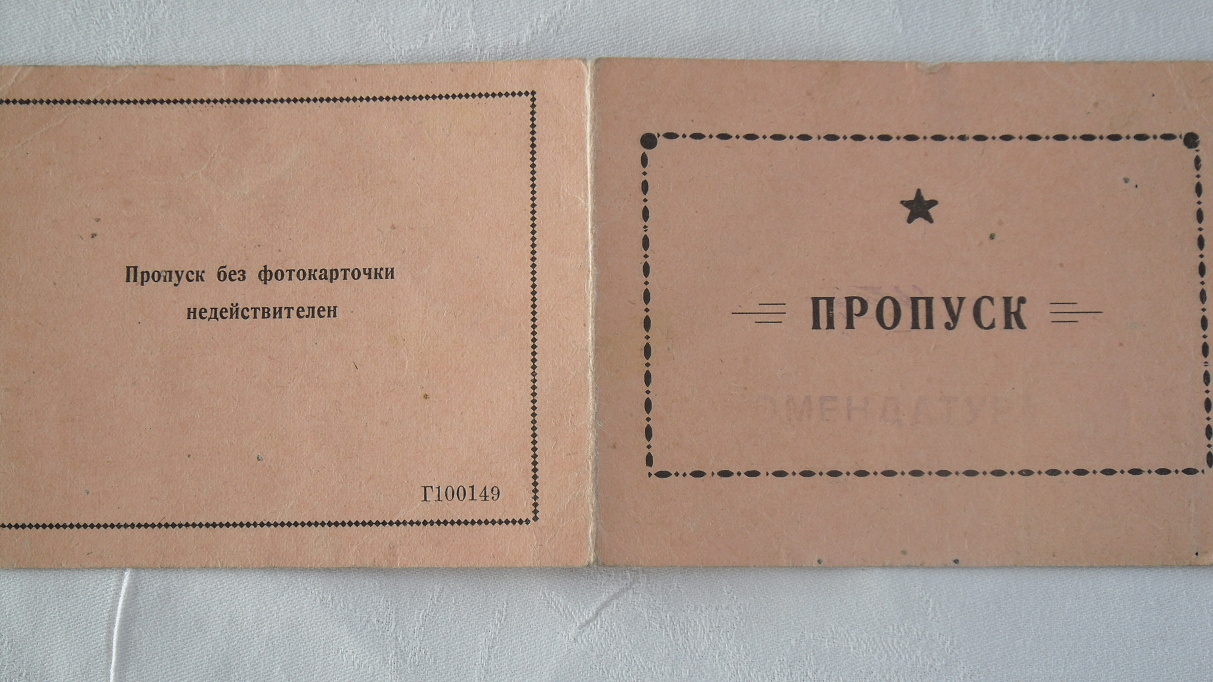 Пропуск без фотокарточки
недействителен
Г100149
ПРОПУСК